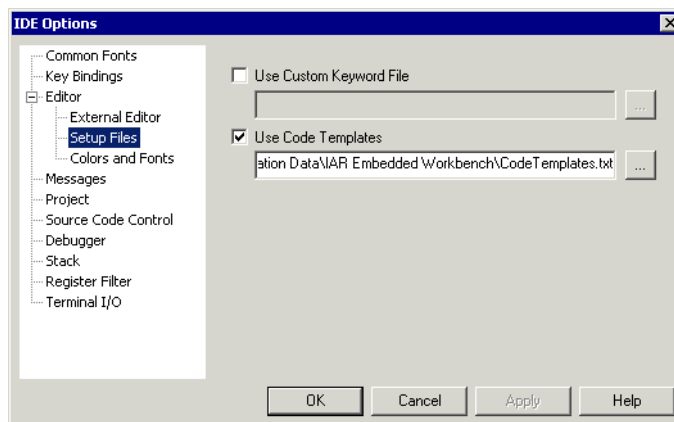 IDE Options
Common Fonts
Key Bindings
Editor
External Editor
Setup Files
Colors and Fonts
Messages
Project
Source Code Control
Debugger
Stack
Register Filter
Terminal I/O
Use Custom Keyword File
...
Use Code Templates
ation Data\IAR Embedded Workbench\CodeTemplates.txt
...
OK Cancel Apply Help